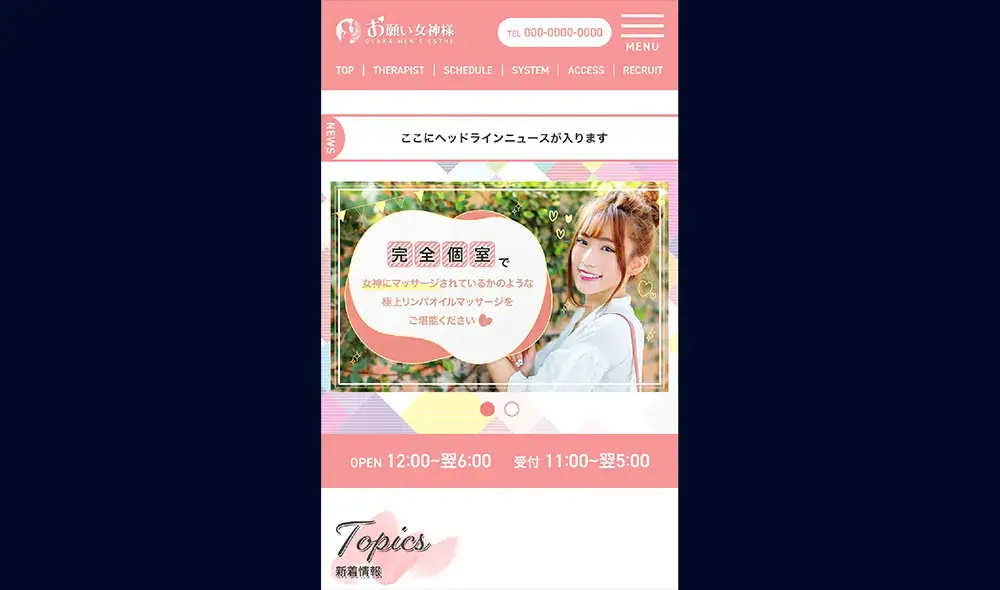 お願い女神様
OSAKA MEN'S ESTHE
TEL 000-0000-0000
MENU
TOP | THERAPIST | SCHEDULE | SYSTEM | ACCESS | RECRUIT
NEWS
ここにヘッドラインニュースが入ります
完全個室で
女神にマッサージされているかのような
極上リンパオイルマッサージを
ご堪能ください
OPEN 12:00~翌6:00 受付 11:00~翌5:00
Topics
新着情報